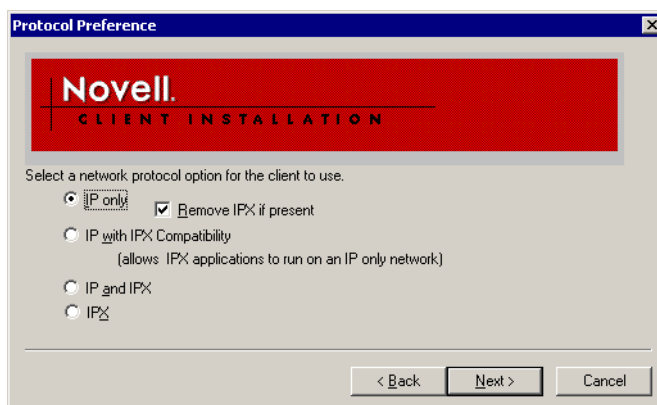 Protocol Preference
Novell.
CLIENT INSTALLATION
Select a network protocol option for the client to use.
IP only
Remove IPX if present
IP with IPX Compatibility
(allows IPX applications to run on an IP only network)
IP and IPX
IPX
< Back Next > Cancel